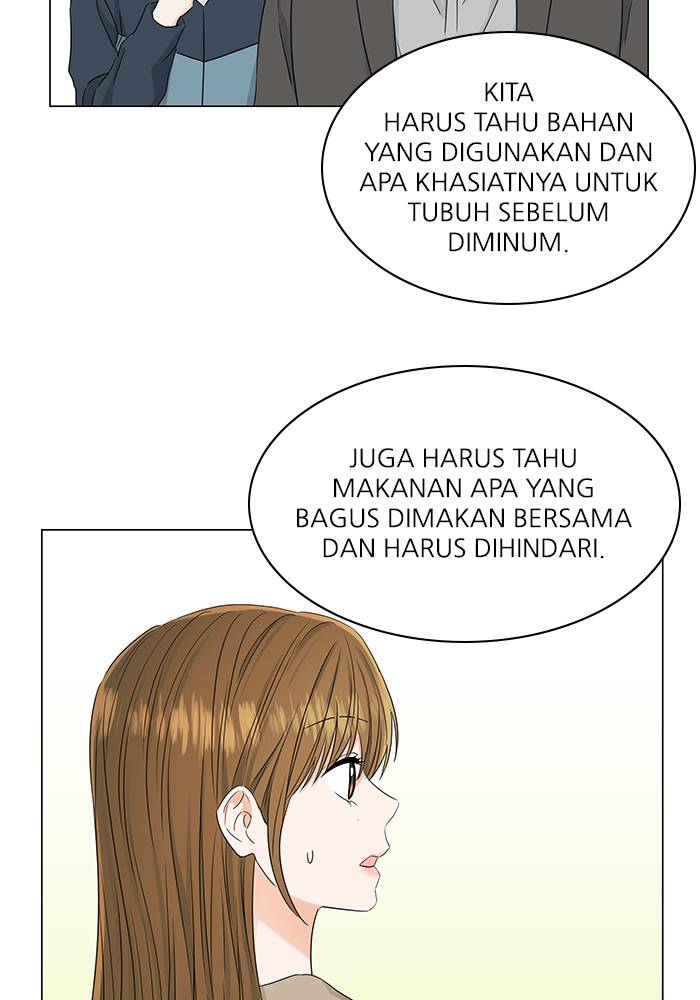 KITA
HARUS TAHU BAHAN
YANG DIGUNAKAN DAN
APA KHASIATNYA UNTUK
TUBUH SEBELUM
DIMINUM.
JUGA HARUS TAHU
MAKANAN APA YANG
BAGUS DIMAKAN BERSAMA
DAN HARUS DIHINDARI.